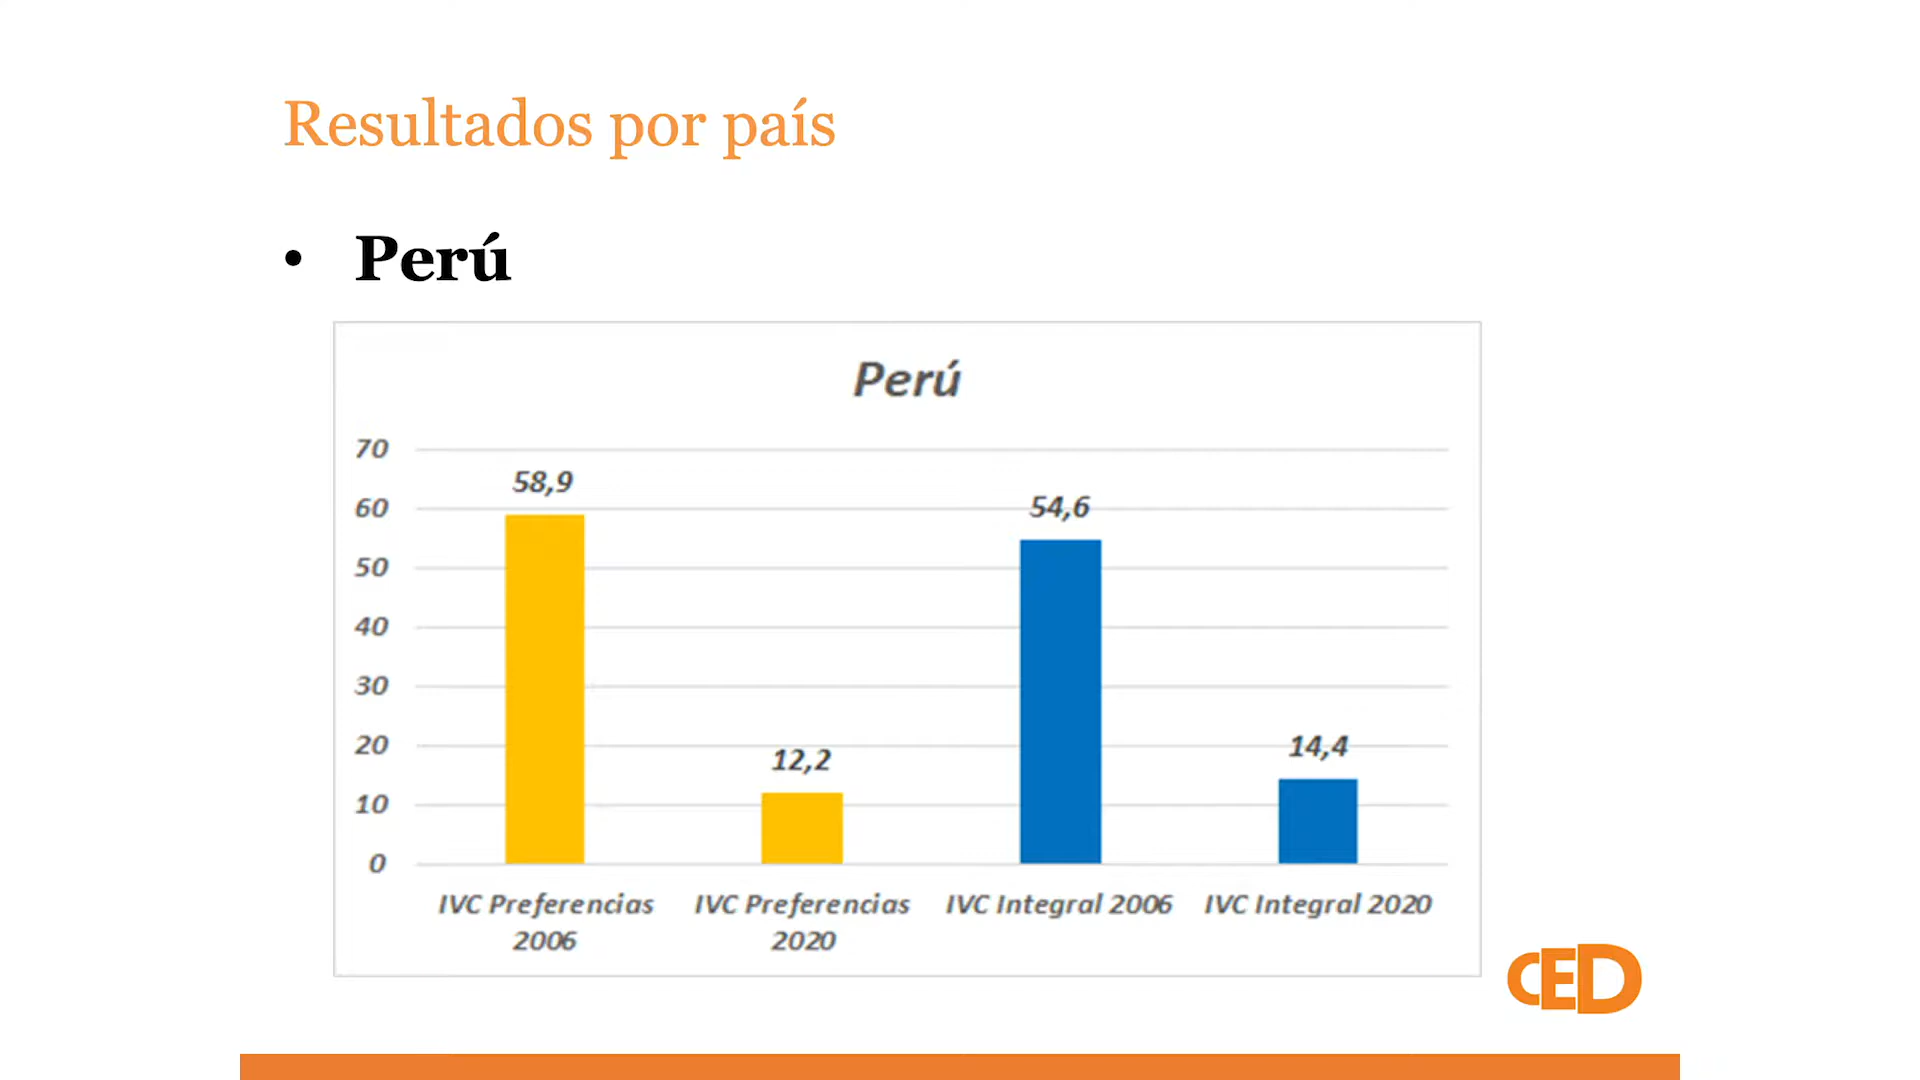 Resultados por país
• Perú
Perú
70
60
50
40
30
20
10
0
58,9
12,2
54,6
14,4
IVC Preferencias 2006
IVC Preferencias 2020
IVC Integral 2006
IVC Integral 2020
CED